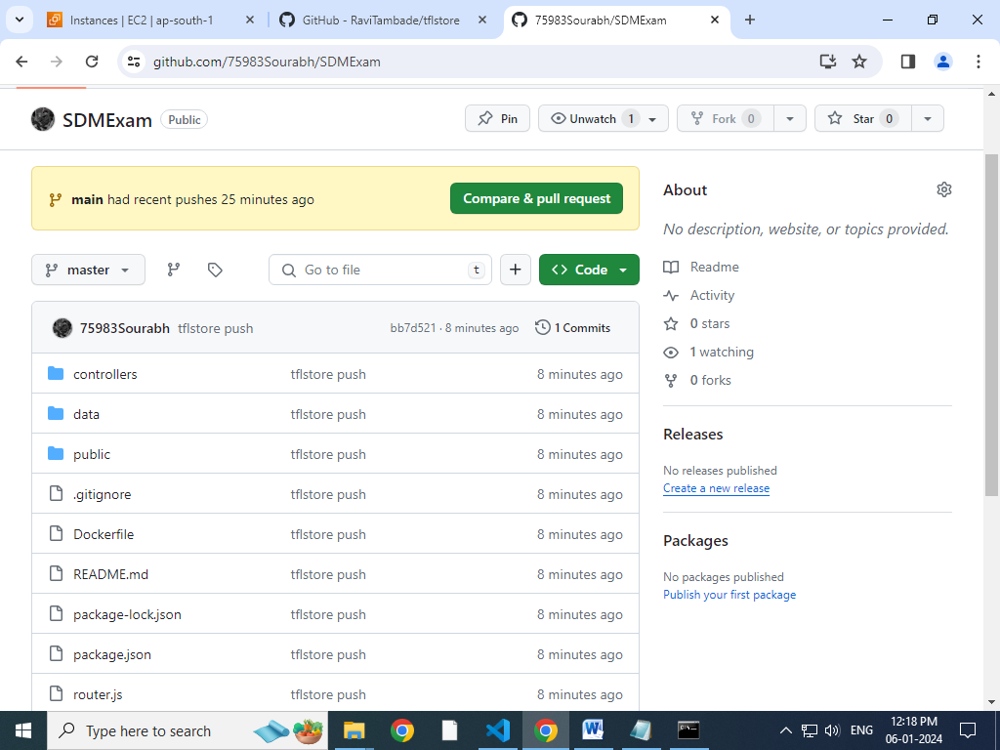 Instances | EC2 | ap-south-1
GitHub - RaviTambade/tflstore
75983Sourabh/SDMExam
github.com/75983Sourabh/SDMExam
SDMExam Public
Pin Unwatch 1 Fork 0 Star 0
main had recent pushes 25 minutes ago Compare & pull request
master Go to file t + <> Code
75983Sourabh tflstore push bb7d521 · 8 minutes ago 1 Commits
controllers tflstore push 8 minutes ago
data tflstore push 8 minutes ago
public tflstore push 8 minutes ago
.gitignore tflstore push 8 minutes ago
Dockerfile tflstore push 8 minutes ago
README.md tflstore push 8 minutes ago
package-lock.json tflstore push 8 minutes ago
package.json tflstore push 8 minutes ago
router.js tflstore push 8 minutes ago
About
No description, website, or topics provided.
Readme
Activity
0 stars
1 watching
0 forks
Releases
No releases published
Create a new release
Packages
No packages published
Publish your first package
Type here to search
ENG
12:18 PM
06-01-2024